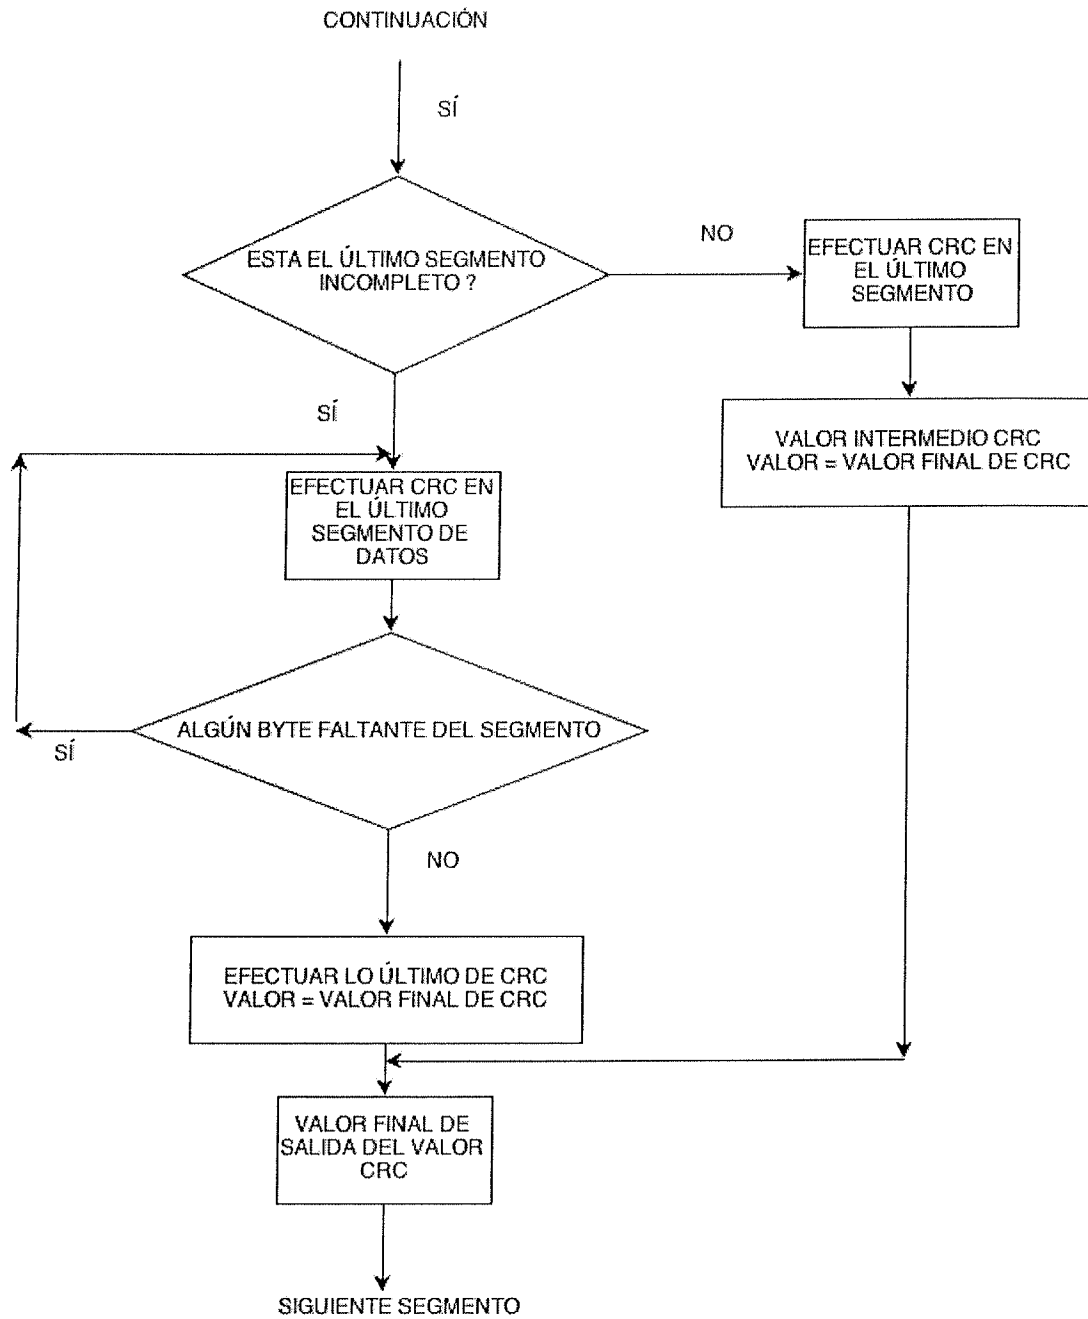 CONTINUACIÓN
SÍ
ESTA EL ÚLTIMO SEGMENTO
INCOMPLETO ?
NO
EFECTUAR CRC EN
EL ÚLTIMO
SEGMENTO
VALOR INTERMEDIO CRC
VALOR = VALOR FINAL DE CRC
SÍ
EFECTUAR CRC EN
EL ÚLTIMO
SEGMENTO DE
DATOS
ALGÚN BYTE FALTANTE DEL SEGMENTO
SÍ
NO
EFECTUAR LO ÚLTIMO DE CRC
VALOR = VALOR FINAL DE CRC
VALOR FINAL DE
SALIDA DEL VALOR
CRC
SIGUIENTE SEGMENTO